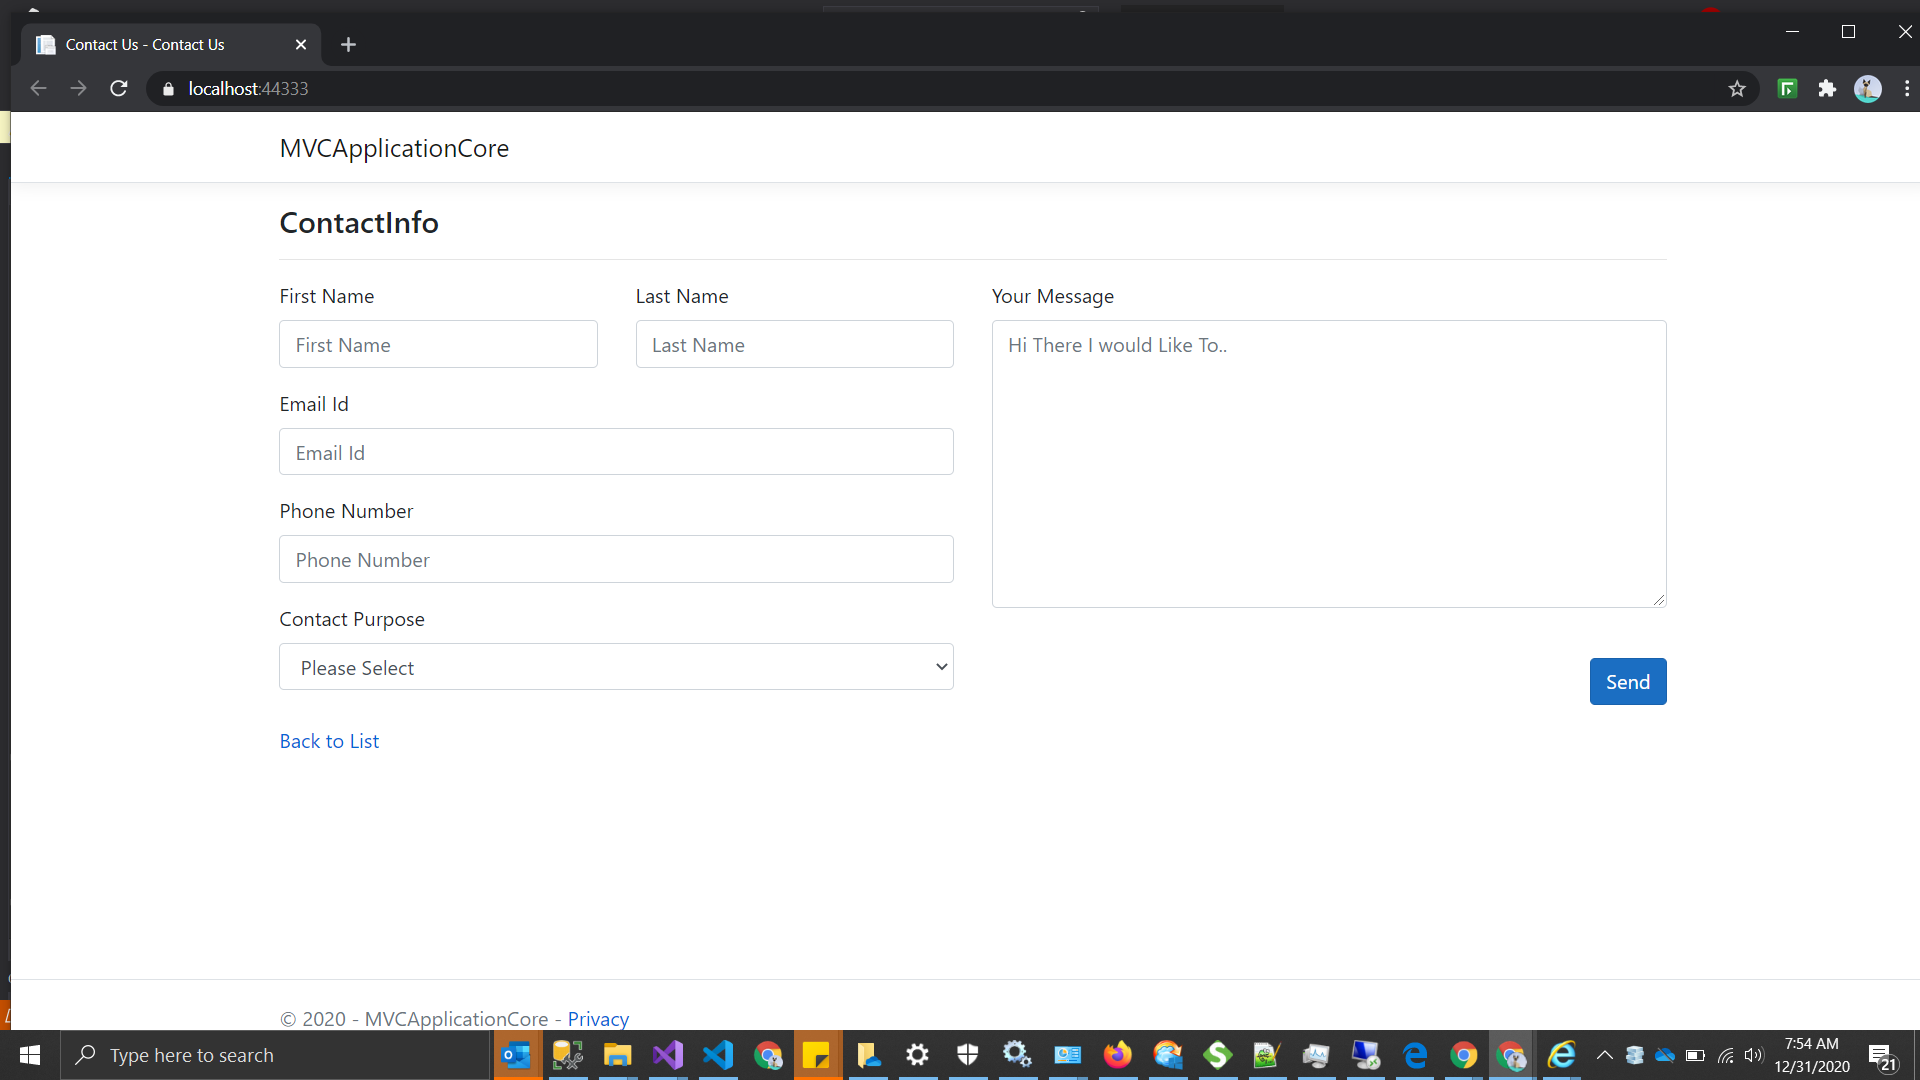 Contact Us - Contact Us
localhost:44333
MVCApplicationCore
ContactInfo
First Name
Last Name
Your Message
First Name
Last Name
Hi There I would Like To..
Email Id
Email Id
Phone Number
Phone Number
Contact Purpose
Please Select
Send
Back to List
© 2020 - MVCApplicationCore - Privacy
Type here to search
7:54 AM
12/31/2020
21